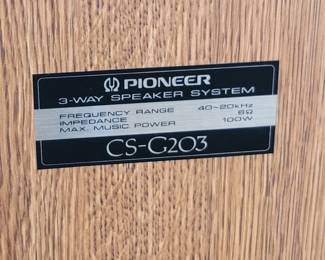 PIONEER
3-WAY SPEAKER SYSTEM
FREQUENCY RANGE 40~20kHz
IMPEDANCE 6Ω
MAX. MUSIC POWER 100W
CS-G203